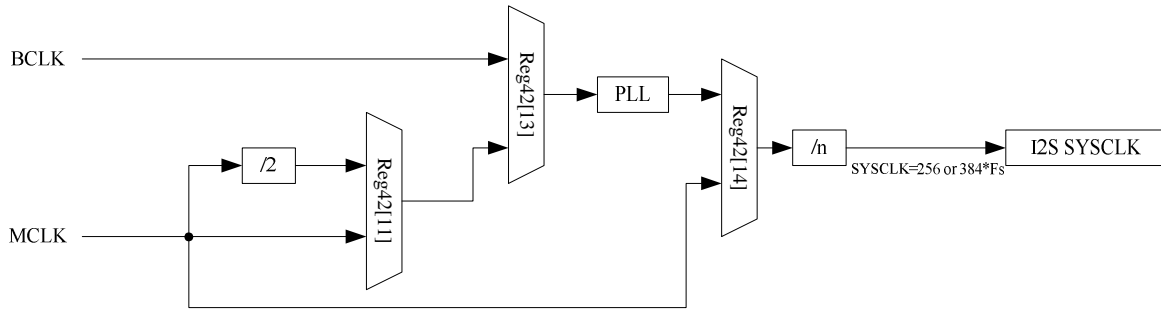 BCLK
Reg42[13]
PLL
Reg42[14]
/2
Reg42[11]
/n
I2S SYSCLK
SYSCLK=256 or 384*Fs
MCLK